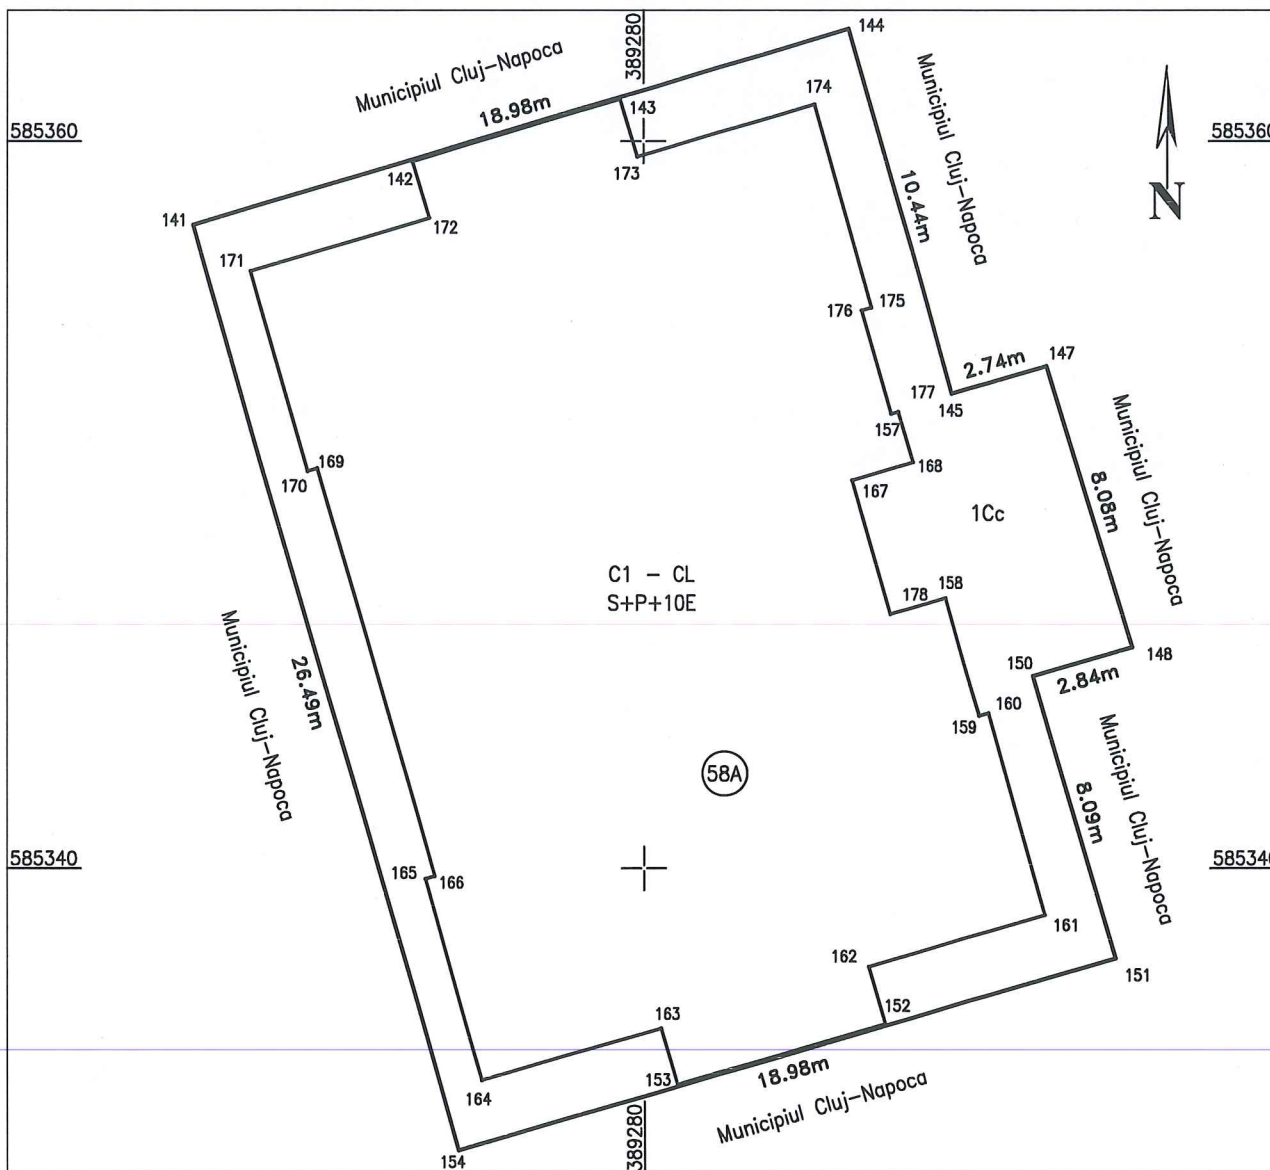 389280
144
Municipiul Cluj-Napoca
18.98m
143
174
Municipiul Cluj-Napoca
585360
585360
173
142
10.44m
N
141
172
171
176
175
2.74m
147
177
145
157
Municipiul Cluj-Napoca
169
170
168
167
8.08m
1Cc
C1 - CL
S+P+10E
178
158
Municipiul Cluj-Napoca
26.49m
150
148
2.84m
160
159
58A
Municipiul Cluj-Napoca
8.09m
585340
585340
165
166
161
162
151
152
163
153
18.98m
164
Municipiul Cluj-Napoca
389280
154